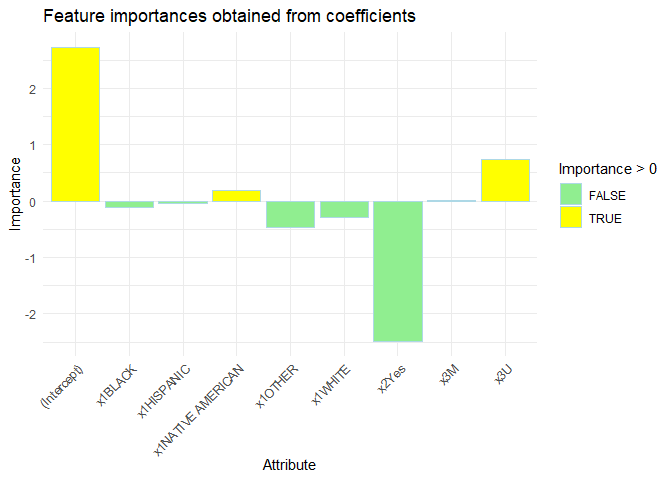 Feature importances obtained from coefficients
Importance
2
1
0
-1
-2
(Intercept)
x1BLACK
x1HISPANIC
x1NATIVE AMERICAN
x1OTHER
x1WHITE
x2Yes
x3M
x3U
Attribute
Importance > 0
FALSE
TRUE